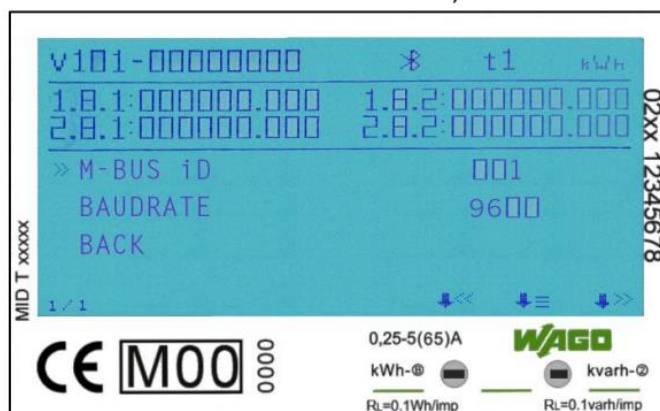 v101-00000000 t1 kWh
1.8.1:000000.000 1.8.2:000000.000
2.8.1:000000.000 2.8.2:000000.000
» M-BUS iD 001
BAUDRATE 9600
BACK
1/1 << ≡ >>
MID T xxxxx
02xx 12345678
CE M00 0000
0,25-5(65)A WAGO
kWh-⑱ kvarh-②
RL=0.1Wh/imp RL=0.1varh/imp